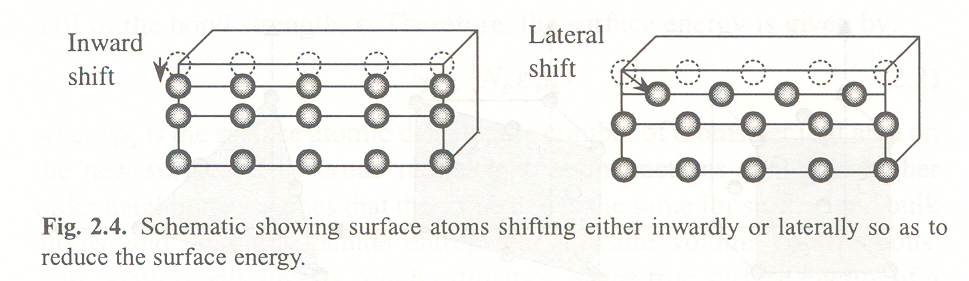 Inward
shift
Lateral
shift
Fig. 2.4. Schematic showing surface atoms shifting either inwardly or laterally so as to
reduce the surface energy.